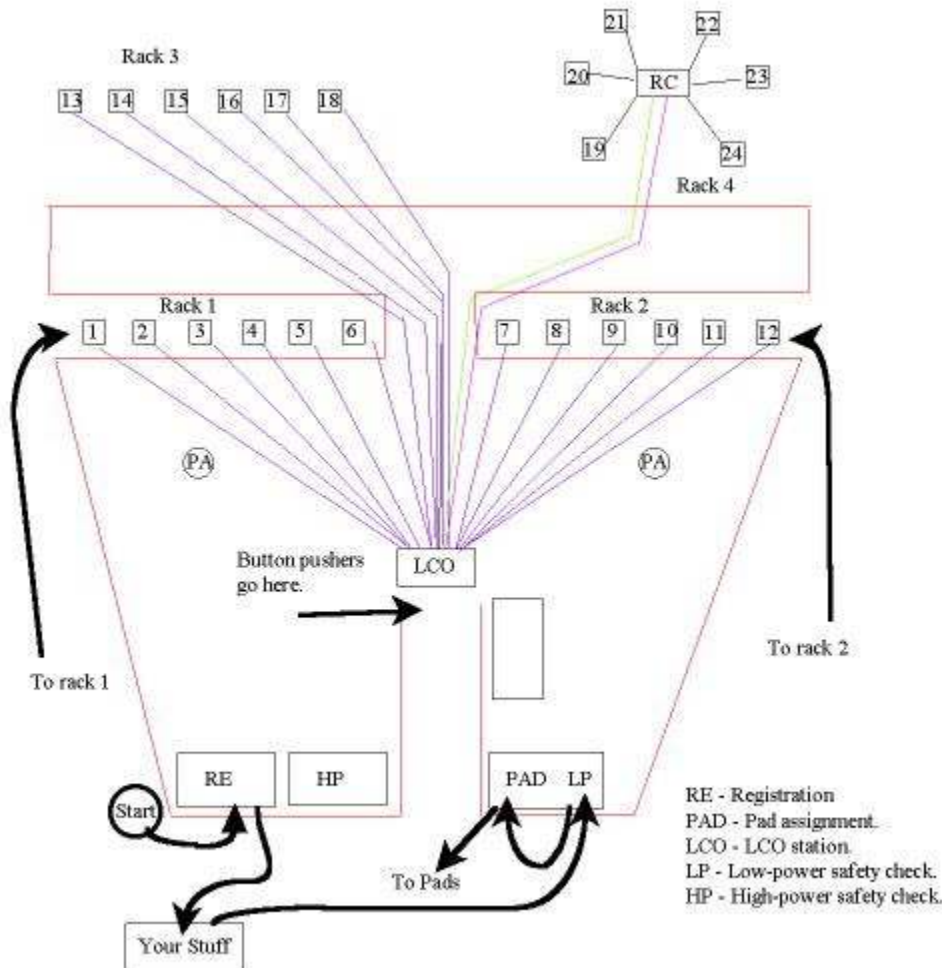 21
22
Rack 3
20
RC
23
13
14
15
16
17
18
19
24
Rack 4
Rack 1
Rack 2
1
2
3
4
5
6
7
8
9
10
11
12
PA
PA
Button pushers
go here.
LCO
To rack 1
To rack 2
RE
HP
PAD
LP
Start
To Pads
Your Stuff
RE - Registration
PAD - Pad assignment.
LCO - LCO station.
LP - Low-power safety check.
HP - High-power safety check.